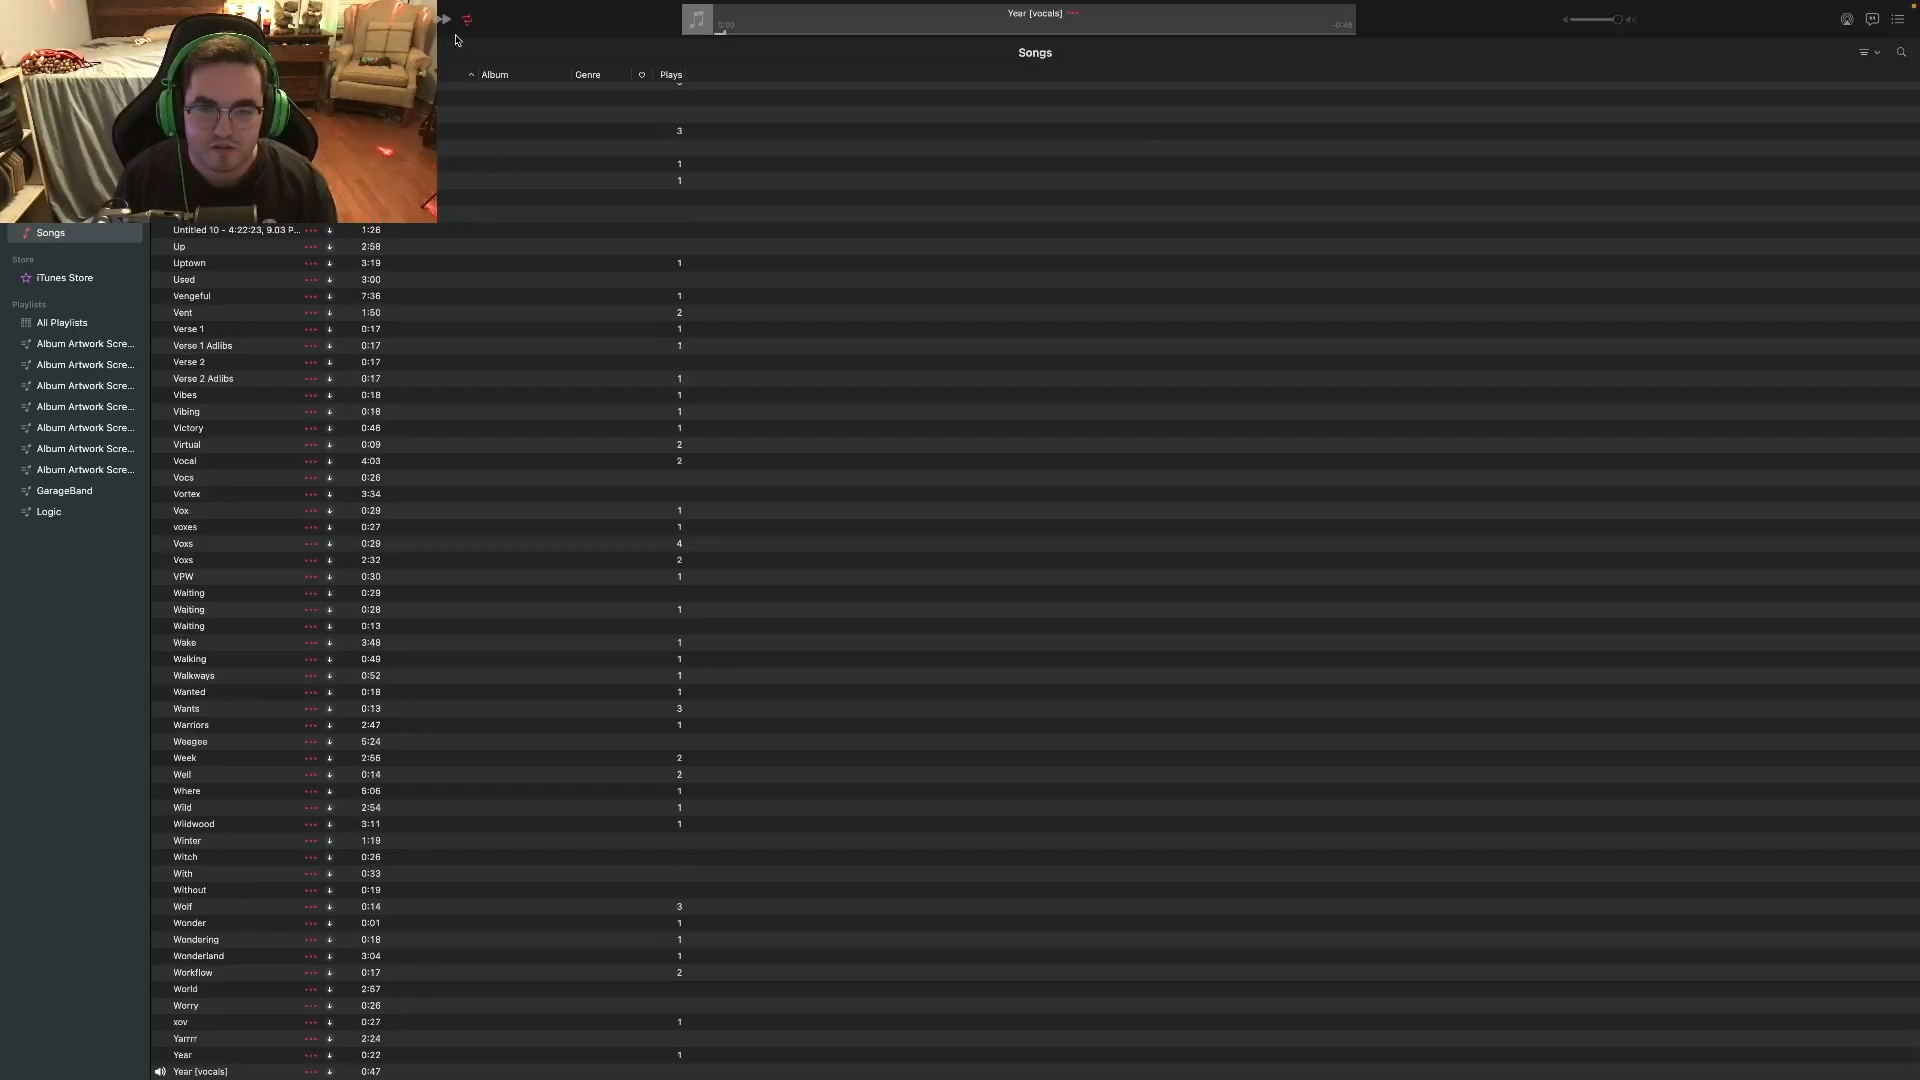 Year [vocals] •••
0:00
-0:46
Songs
Album Genre Plays
3
1
1
Songs
Store
iTunes Store
Playlists
All Playlists
Album Artwork Scre...
Album Artwork Scre...
Album Artwork Scre...
Album Artwork Scre...
Album Artwork Scre...
Album Artwork Scre...
Album Artwork Scre...
GarageBand
Logic
Untitled 10 - 4:22:23, 9.03 P... ••• 1:26
Up ••• 2:58
Uptown ••• 3:19 1
Used ••• 3:00
Vengeful ••• 7:36 1
Vent ••• 1:50 2
Verse 1 ••• 0:17 1
Verse 1 Adlibs ••• 0:17 1
Verse 2 ••• 0:17
Verse 2 Adlibs ••• 0:17 1
Vibes ••• 0:18 1
Vibing ••• 0:18 1
Victory ••• 0:46 1
Virtual ••• 0:09 2
Vocal ••• 4:03 2
Vocs ••• 0:26
Vortex ••• 3:34
Vox ••• 0:29 1
voxes ••• 0:27 1
Voxs ••• 0:29 4
Voxs ••• 2:32 2
VPW ••• 0:30 1
Waiting ••• 0:29
Waiting ••• 0:28 1
Waiting ••• 0:13
Wake ••• 3:48 1
Walking ••• 0:49 1
Walkways ••• 0:52 1
Wanted ••• 0:18 1
Wants ••• 0:13 3
Warriors ••• 2:47 1
Weegee ••• 5:24
Week ••• 2:56 2
Well ••• 0:14 2
Where ••• 6:06 1
Wild ••• 2:54 1
Wildwood ••• 3:11 1
Winter ••• 1:19
Witch ••• 0:26
With ••• 0:33
Without ••• 0:19
Wolf ••• 0:14 3
Wonder ••• 0:01 1
Wondering ••• 0:18 1
Wonderland ••• 3:04 1
Workflow ••• 0:17 2
World ••• 2:57
Worry ••• 0:26
xov ••• 0:27 1
Yarrrr ••• 2:24
Year ••• 0:22 1
Year [vocals] ••• 0:47